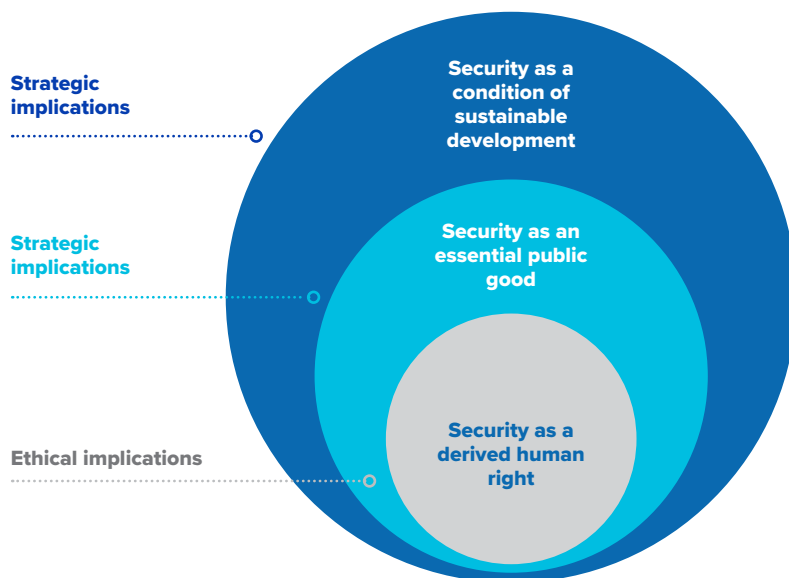 Strategic
implications
Security as a
condition of
sustainable
development
Strategic
implications
Security as an
essential public
good
Ethical implications
Security as a
derived human
right